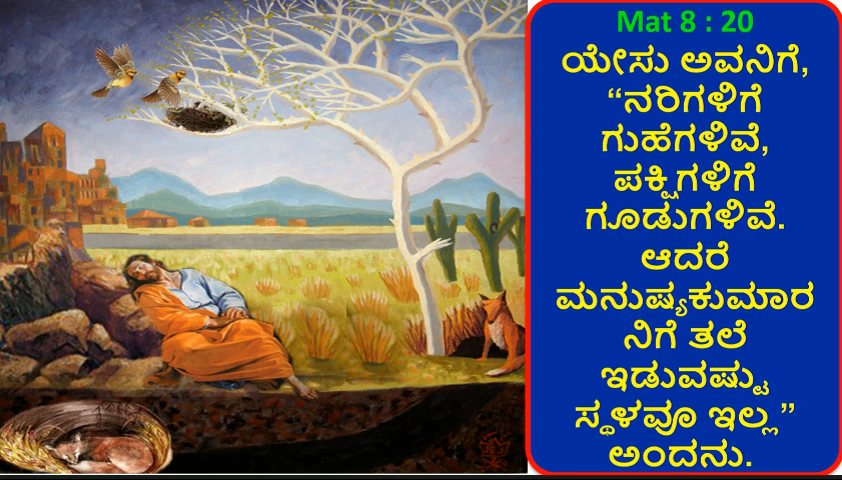 Mat 8 : 20
ಯೇಸು ಅವನಿಗೆ,
“ನರಿಗಳಿಗೆ
ಗುಹೆಗಳಿವೆ,
ಪಕ್ಷಿಗಳಿಗೆ
ಗೂಡುಗಳಿವೆ.
ಆದರೆ
ಮನುಷ್ಯಕುಮಾರ
ನಿಗೆ ತಲೆ
ಇಡುವಷ್ಟು
ಸ್ಥಳವೂ ಇಲ್ಲ”
ಅಂದನು.